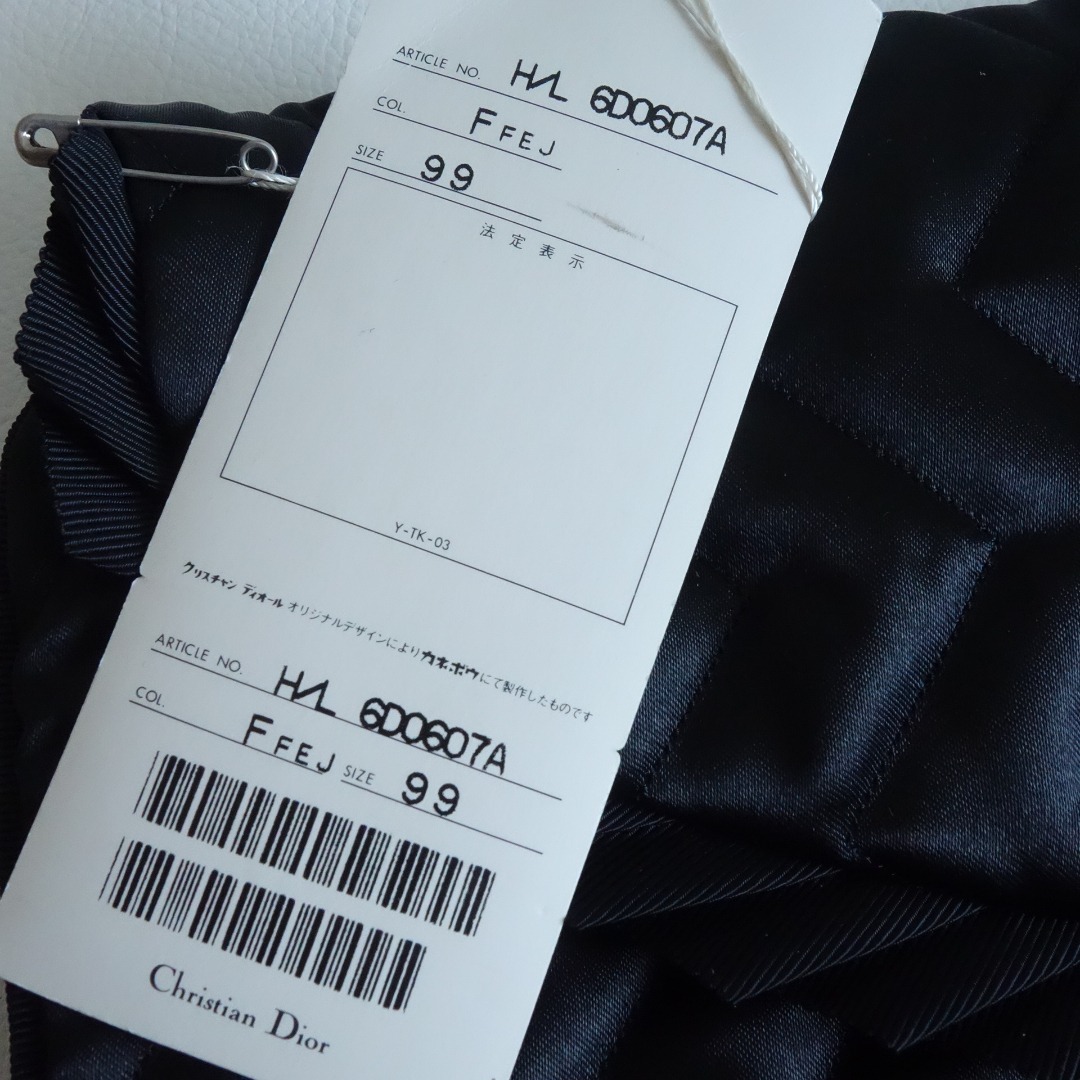 ARTICLE NO. H/L 6D0607A
COL. FFEJ
SIZE 99
法定表示
Y-TK-03
クリスチャン ディオール オリジナルデザインにより カネボウ にて製作したものです
ARTICLE NO. H/L 6D0607A
COL. FFEJ SIZE 99
Christian Dior